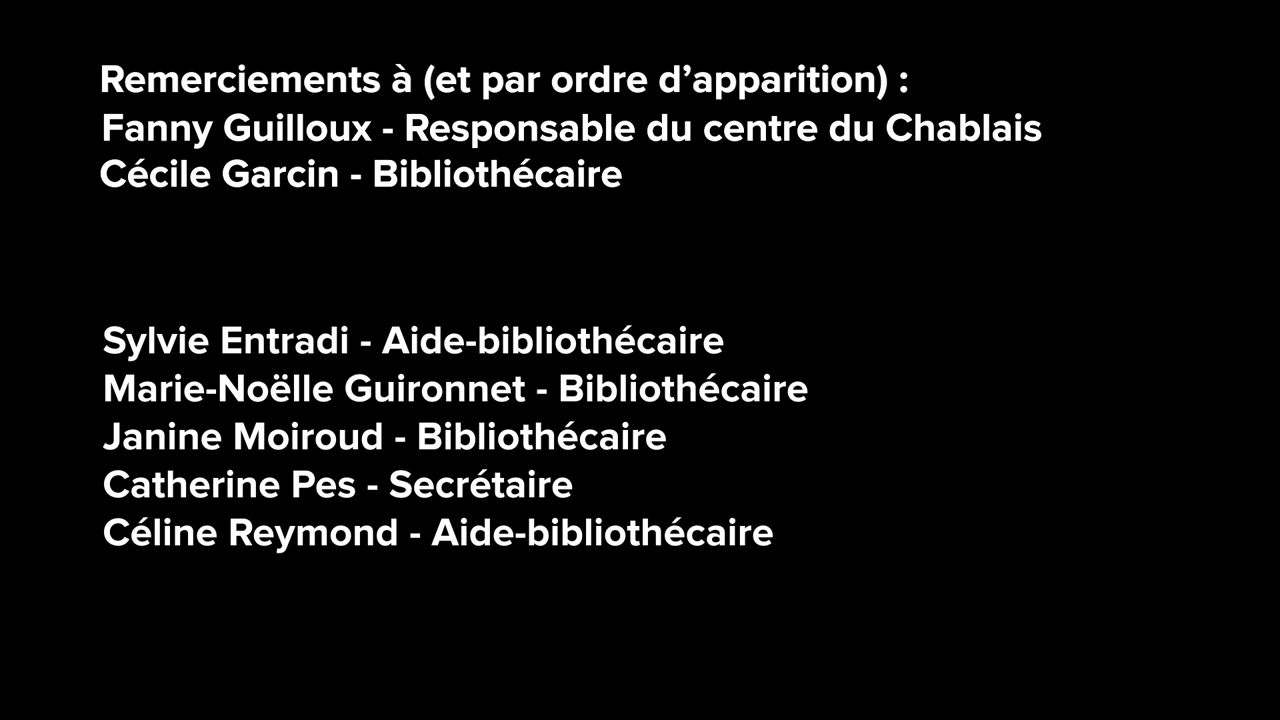 Remerciements à (et par ordre d’apparition) :
Fanny Guilloux - Responsable du centre du Chablais
Cécile Garcin - Bibliothécaire
Sylvie Entradi - Aide-bibliothécaire
Marie-Noëlle Guironnet - Bibliothécaire
Janine Moiroud - Bibliothécaire
Catherine Pes - Secrétaire
Céline Reymond - Aide-bibliothécaire